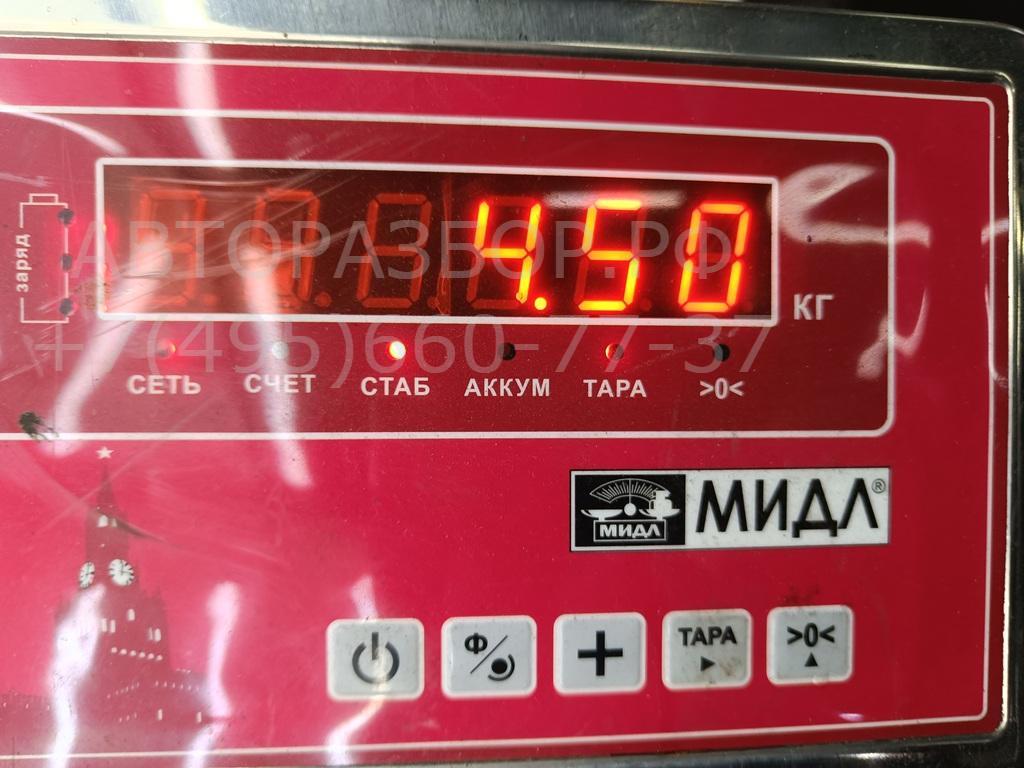 заряд
4.50
КГ
АВТОРАЗБОР.РФ
+7(495)660-77-37
СЕТЬ СЧЕТ СТАБ АККУМ ТАРА >0<
МИДЛ МИДЛ®
Ф + ТАРА >0<